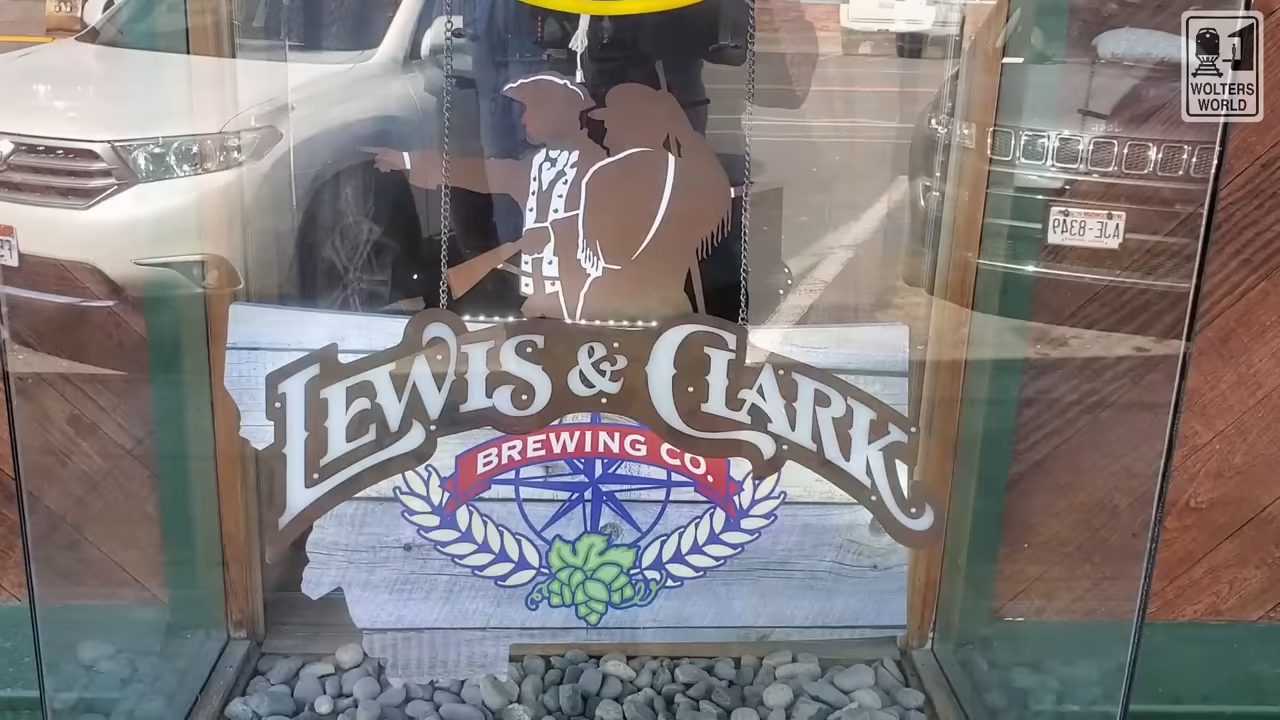 WOLTERS
WORLD
AJE-8349
LEWIS & CLARK
BREWING CO.